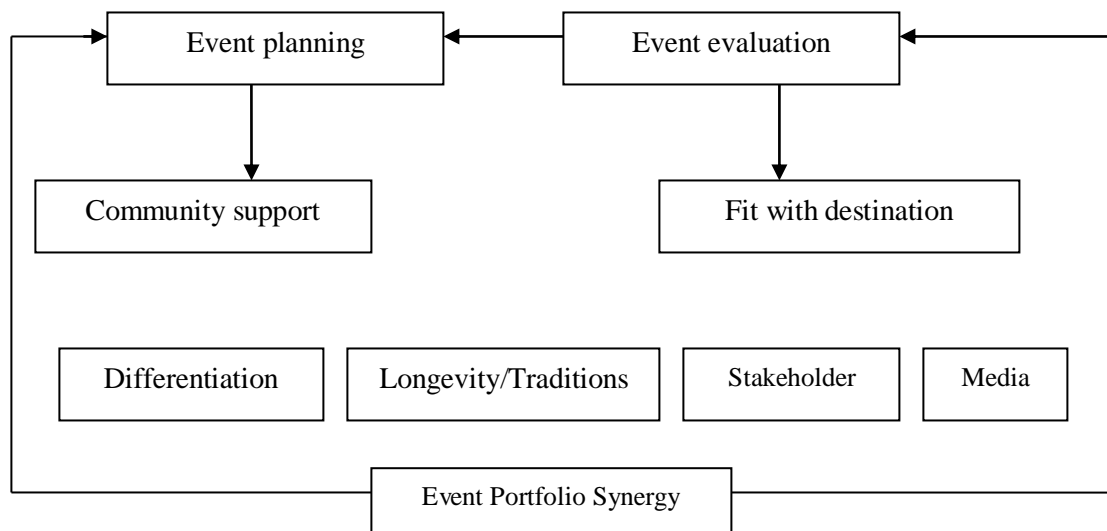 Event planning
Event evaluation
Community support
Fit with destination
Differentiation
Longevity/Traditions
Stakeholder
Media
Event Portfolio Synergy